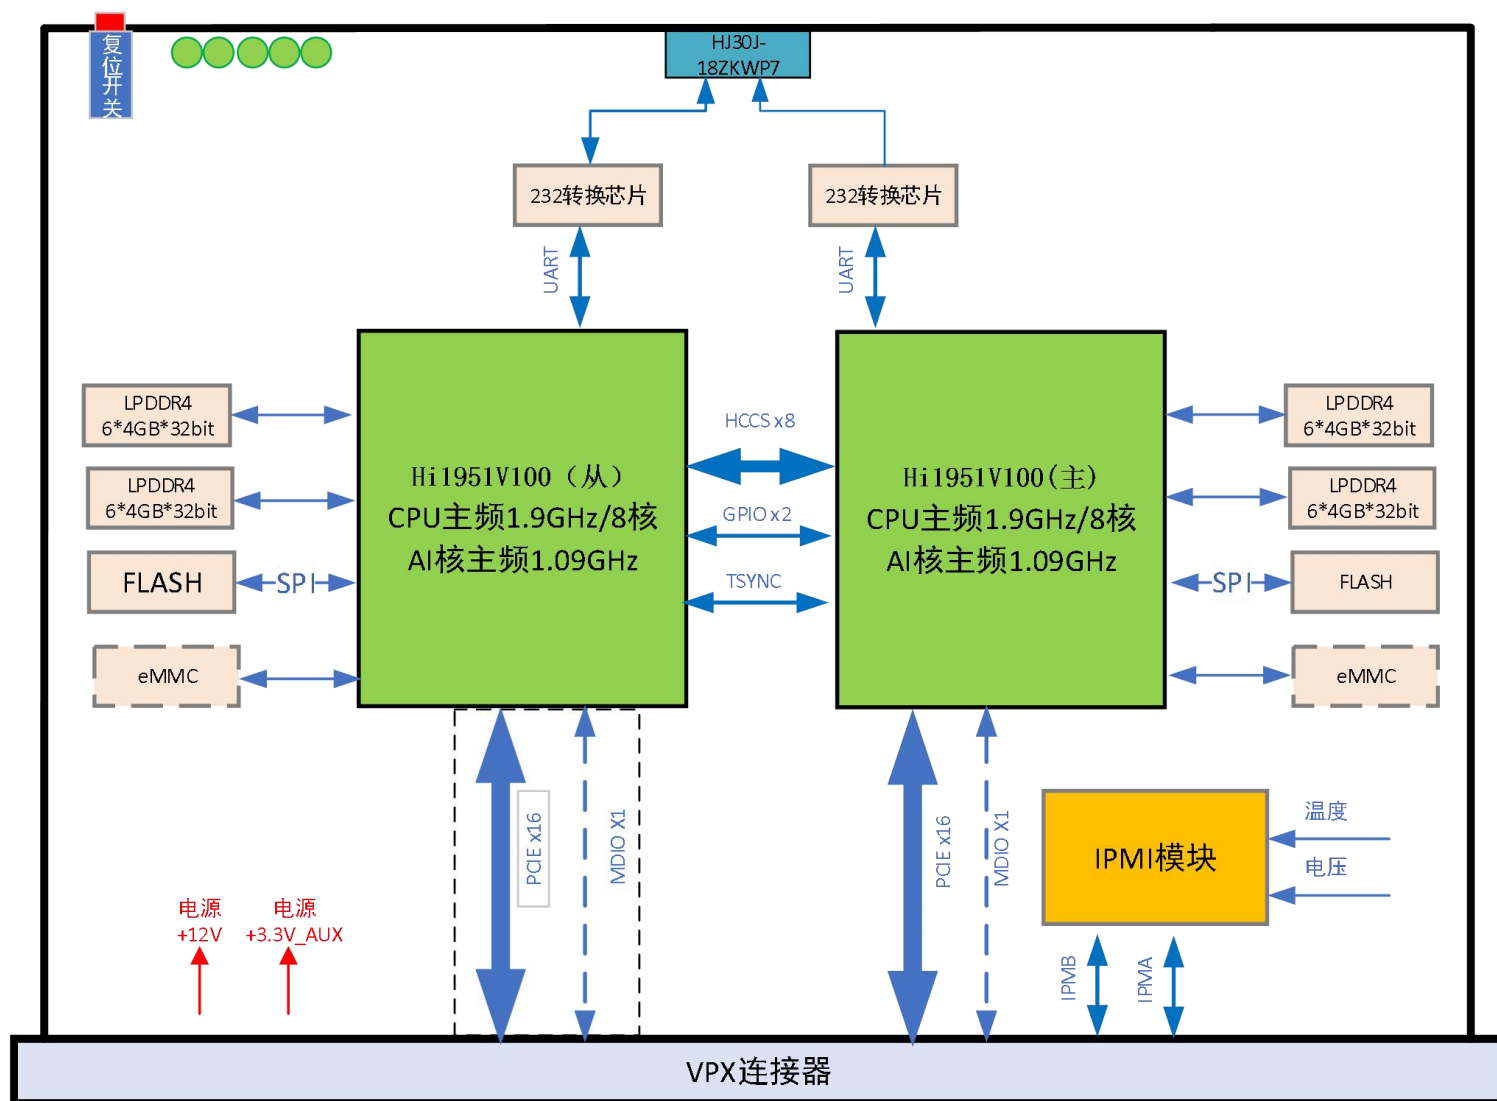 复位开关
HJ30J-
18ZKWP7
232转换芯片
232转换芯片
UART
UART
LPDDR4
6*4GB*32bit
LPDDR4
6*4GB*32bit
FLASH
SPI
eMMC
Hi1951V100（从）
CPU主频1.9GHz/8核
AI核主频1.09GHz
HCCS x8
GPIO x2
TSYNC
Hi1951V100(主)
CPU主频1.9GHz/8核
AI核主频1.09GHz
LPDDR4
6*4GB*32bit
LPDDR4
6*4GB*32bit
SPI
FLASH
eMMC
PCIE x16
MDIO X1
PCIE x16
MDIO X1
IPMI模块
温度
电压
电源
+12V
电源
+3.3V_AUX
IPMB
IPMA
VPX连接器